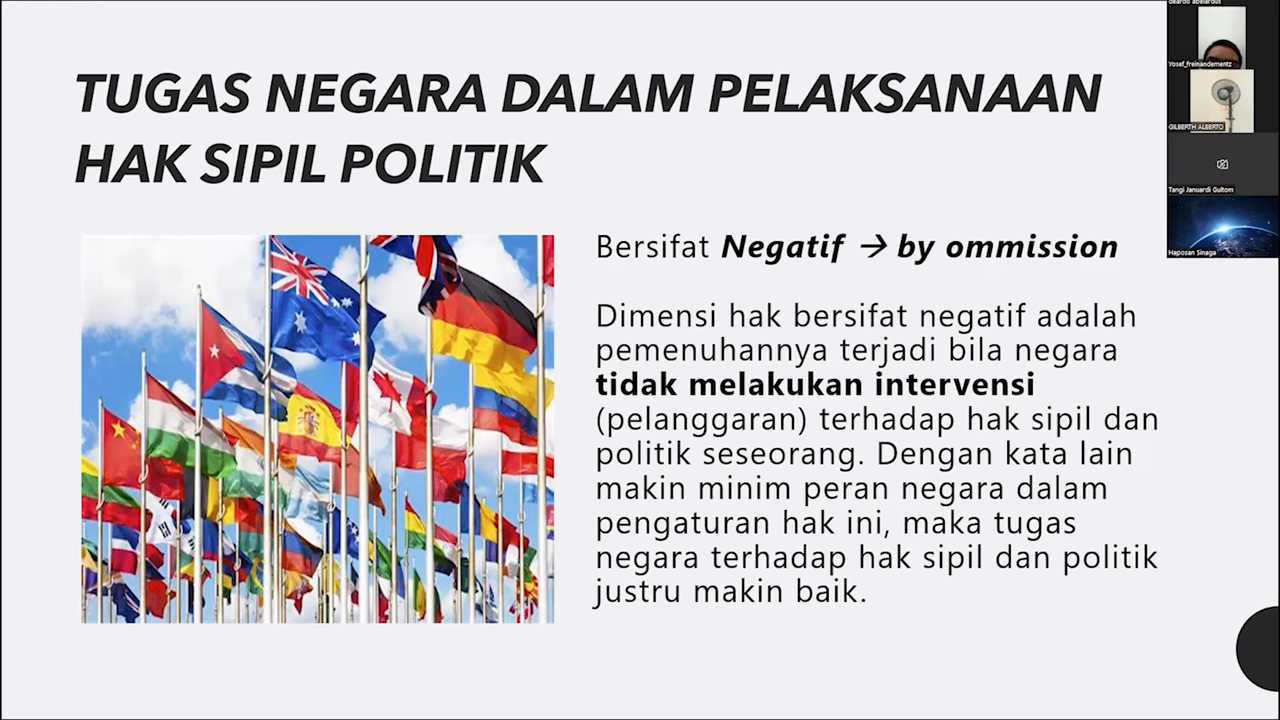 TUGAS NEGARA DALAM PELAKSANAAN
HAK SIPIL POLITIK
Bersifat Negatif → by ommission
Dimensi hak bersifat negatif adalah
pemenuhannya terjadi bila negara
tidak melakukan intervensi
(pelanggaran) terhadap hak sipil dan
politik seseorang. Dengan kata lain
makin minim peran negara dalam
pengaturan hak ini, maka tugas
negara terhadap hak sipil dan politik
justru makin baik.
Yosef_freinandementz
GILBERTH ALBERTO
Tangi Januardi Gultom
Haposan Sinaga